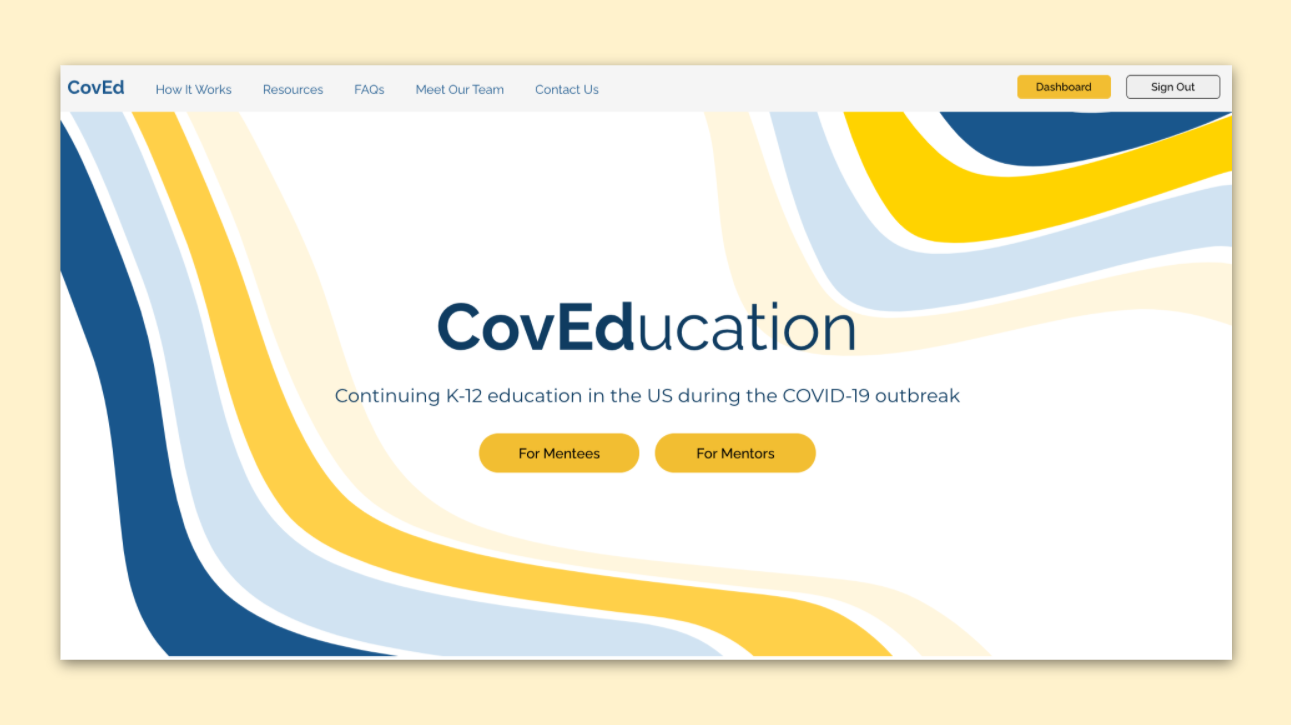 CovEd How It Works Resources FAQs Meet Our Team Contact Us Dashboard Sign Out
CovEducation
Continuing K-12 education in the US during the COVID-19 outbreak
For Mentees For Mentors